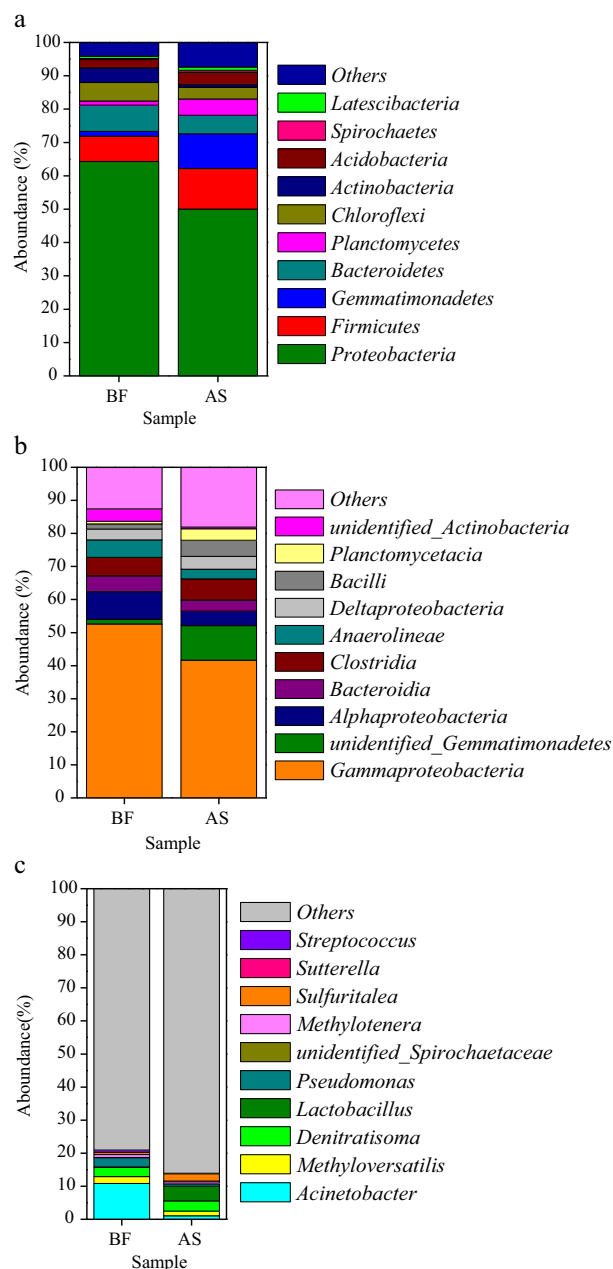 a
100
90
80
70
60
50
40
30
20
10
0
Aboundance (%)
BF
AS
Sample
Others
Latescibacteria
Spirochaetes
Acidobacteria
Actinobacteria
Chloroflexi
Planctomycetes
Bacteroidetes
Gemmatimonadetes
Firmicutes
Proteobacteria
b
100
90
80
70
60
50
40
30
20
10
0
Aboundance (%)
BF
AS
Sample
Others
unidentified_Actinobacteria
Planctomycetacia
Bacilli
Deltaproteobacteria
Anaerolineae
Clostridia
Bacteroidia
Alphaproteobacteria
unidentified_Gemmatimonadetes
Gammaproteobacteria
c
100
90
80
70
60
50
40
30
20
10
0
Aboundance(%)
BF
AS
Sample
Others
Streptococcus
Sutterella
Sulfuritalea
Methylotenera
unidentified_Spirochaetaceae
Pseudomonas
Lactobacillus
Denitratisoma
Methyloversatilis
Acinetobacter